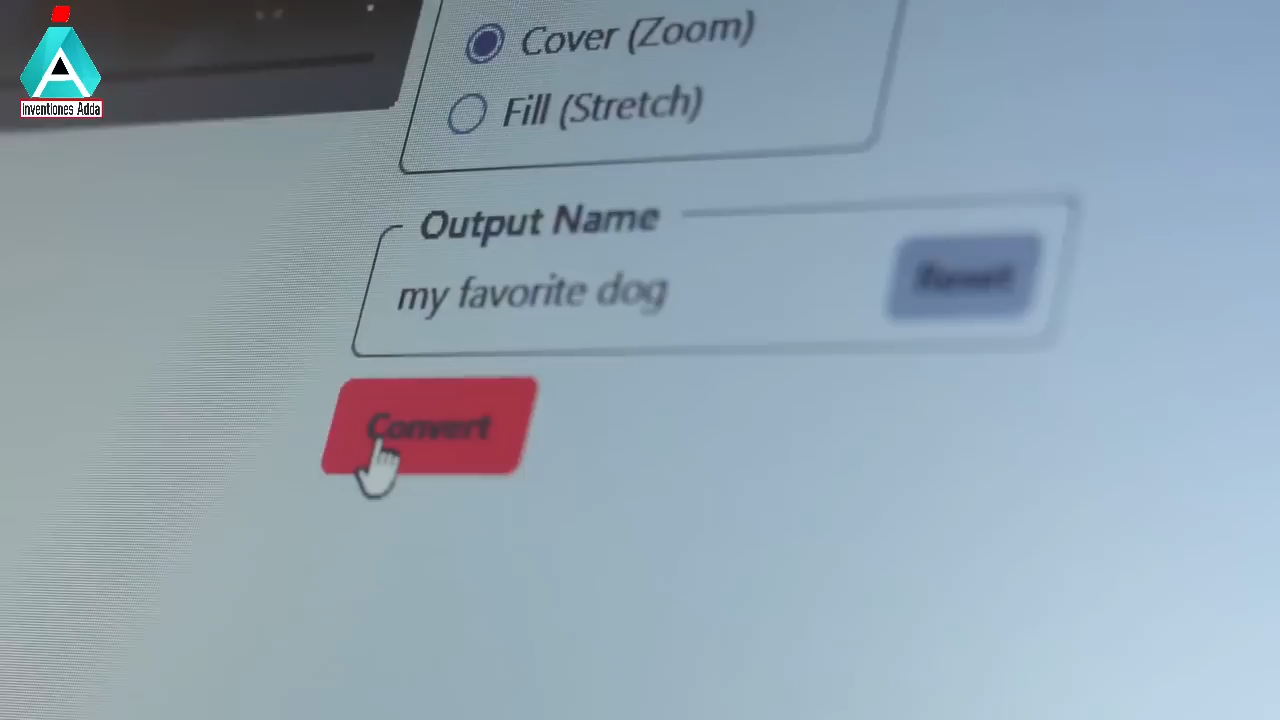 Inventiones Adda
Cover (Zoom)
Fill (Stretch)
Output Name
my favorite dog
Convert